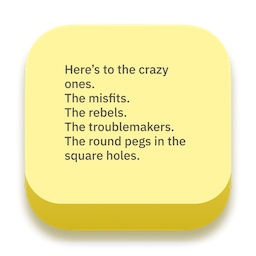 Here’s to the crazy
ones.
The misfits.
The rebels.
The troublemakers.
The round pegs in the
square holes.